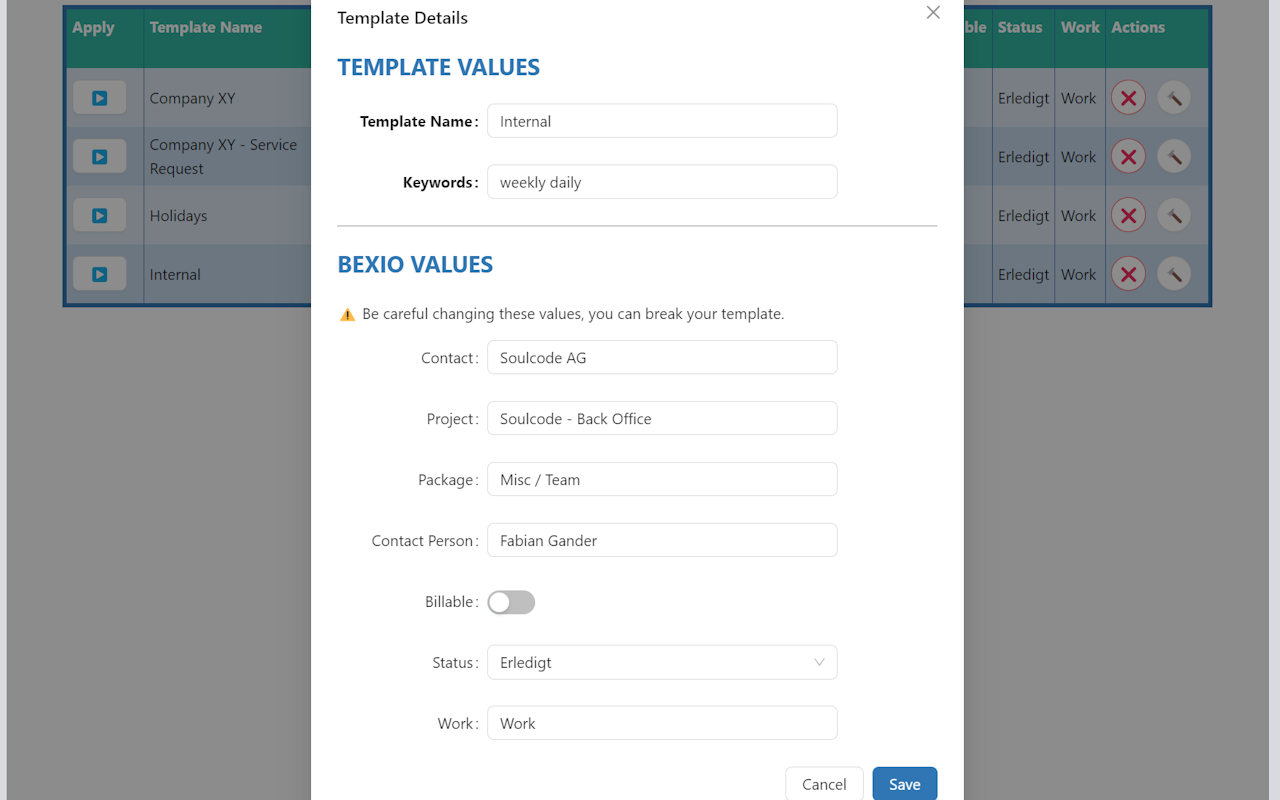 Template Details
TEMPLATE VALUES
Template Name:
Internal
Keywords:
weekly daily
BEXIO VALUES
Be careful changing these values, you can break your template.
Contact:
Soulcode AG
Project:
Soulcode - Back Office
Package:
Misc / Team
Contact Person:
Fabian Gander
Billable:
Status:
Erledigt
Work:
Work
Cancel
Save
Apply
Template Name
Status
Work
Actions
Company XY
Erledigt
Work
Company XY - Service
Request
Erledigt
Work
Holidays
Erledigt
Work
Internal
Erledigt
Work